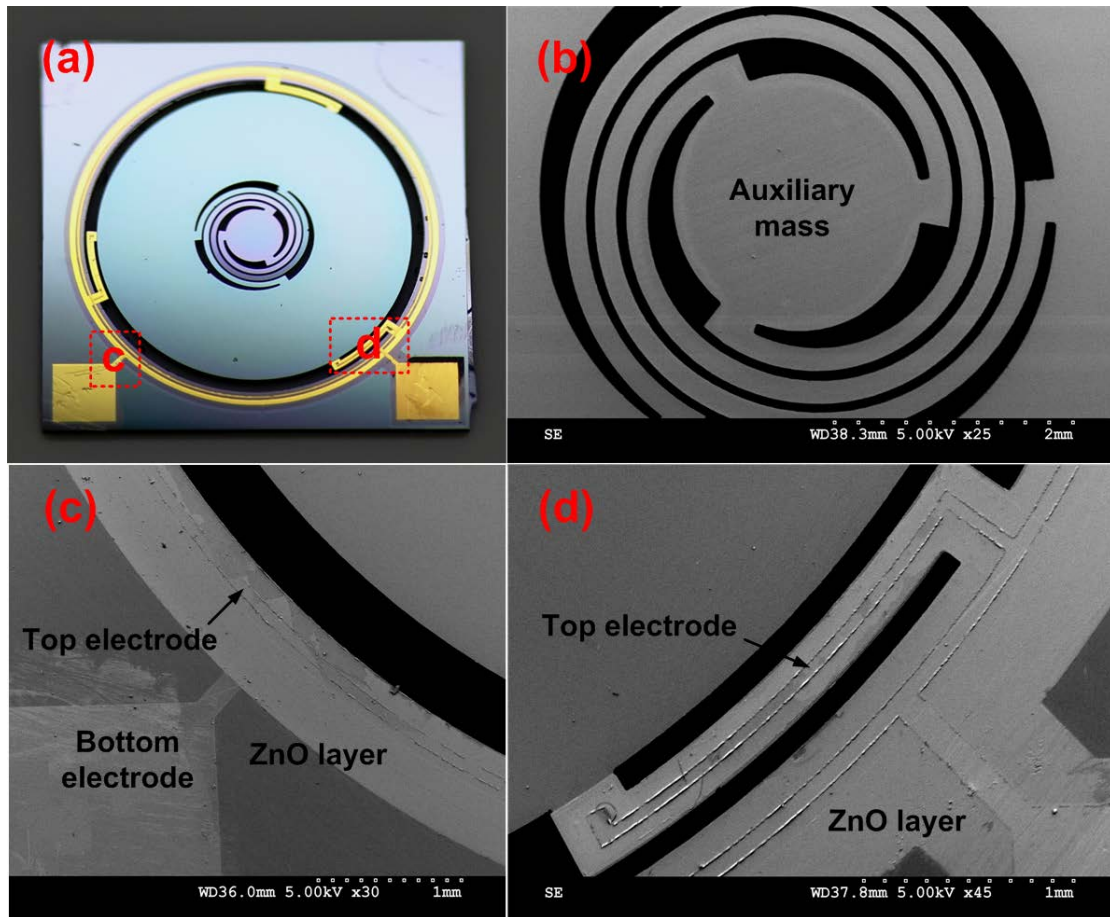 (a)
c
d
(b)
Auxiliary
mass
SE
WD38.3mm 5.00kV x25
2mm
(c)
Top electrode
Bottom
electrode
ZnO layer
WD36.0mm 5.00kV x30
1mm
(d)
Top electrode
ZnO layer
SE
WD37.8mm 5.00kV x45
1mm